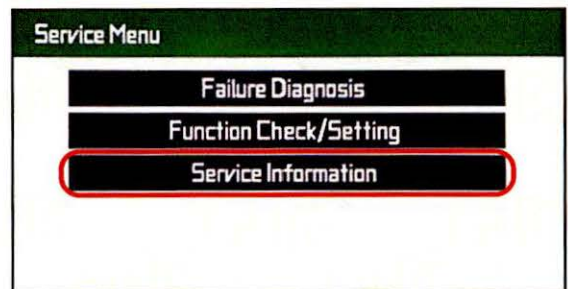 Service Menu
Failure Diagnosis
Function Check/Setting
Service Information